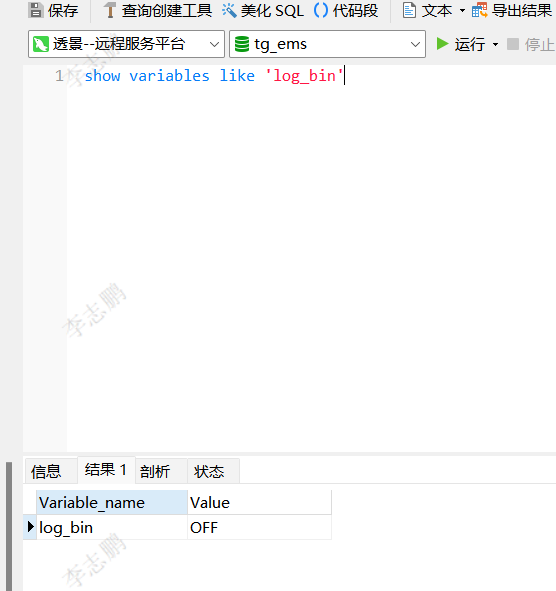 保存 查询创建工具 美化 SQL 代码段 文本 导出结果
透景--远程服务平台 tg_ems 运行 停止
1 show variables like 'log_bin'
李志鹏
李志鹏
信息 结果 1 剖析 状态
Variable_name Value
log_bin OFF
李志鹏